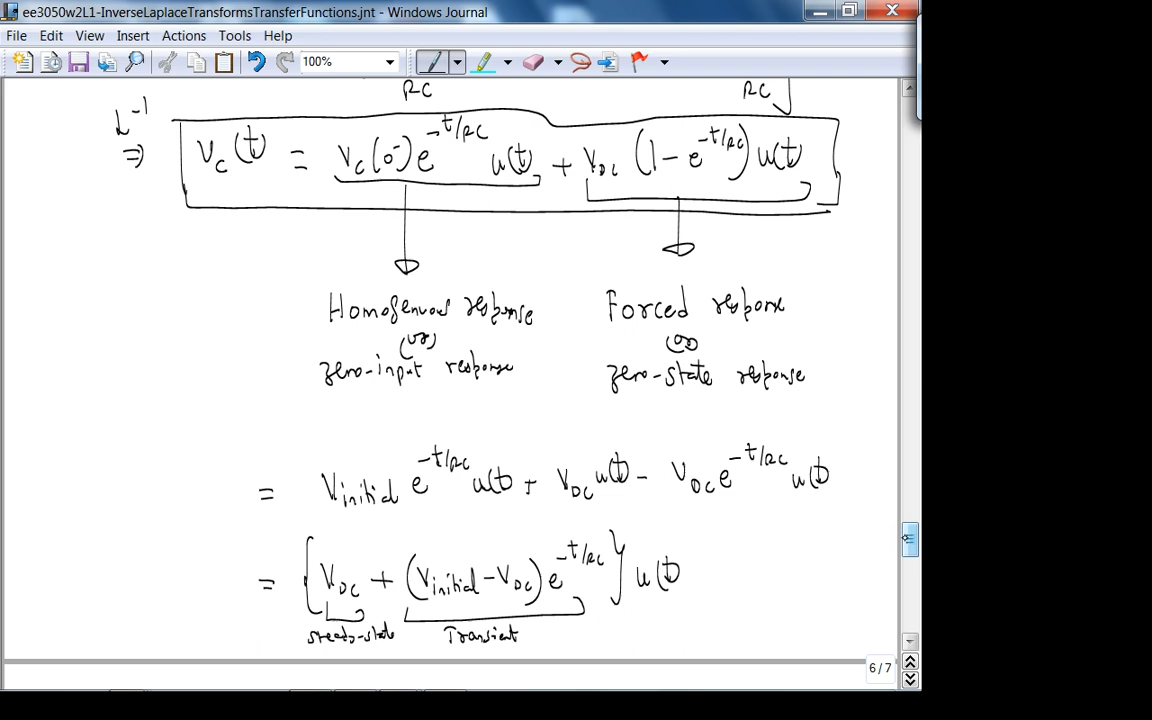 ee3050w2L1-InverseLaplaceTransformsTransferFunctions.jnt - Windows Journal
File Edit View Insert Actions Tools Help
100%
RC RC
L⁻¹
⇒ Vc(t) = Vc(0⁻) e^(-t/RC) u(t) + VDC (1 - e^(-t/RC)) u(t)
Homogenuous response Forced response
(or) (or)
zero-input response zero-state response
= Vinitial e^(-t/RC) u(t) + VDC u(t) - VDC e^(-t/RC) u(t)
= { VDC + (Vinitial - VDC) e^(-t/RC) } u(t)
steady-state Transient
6 / 7